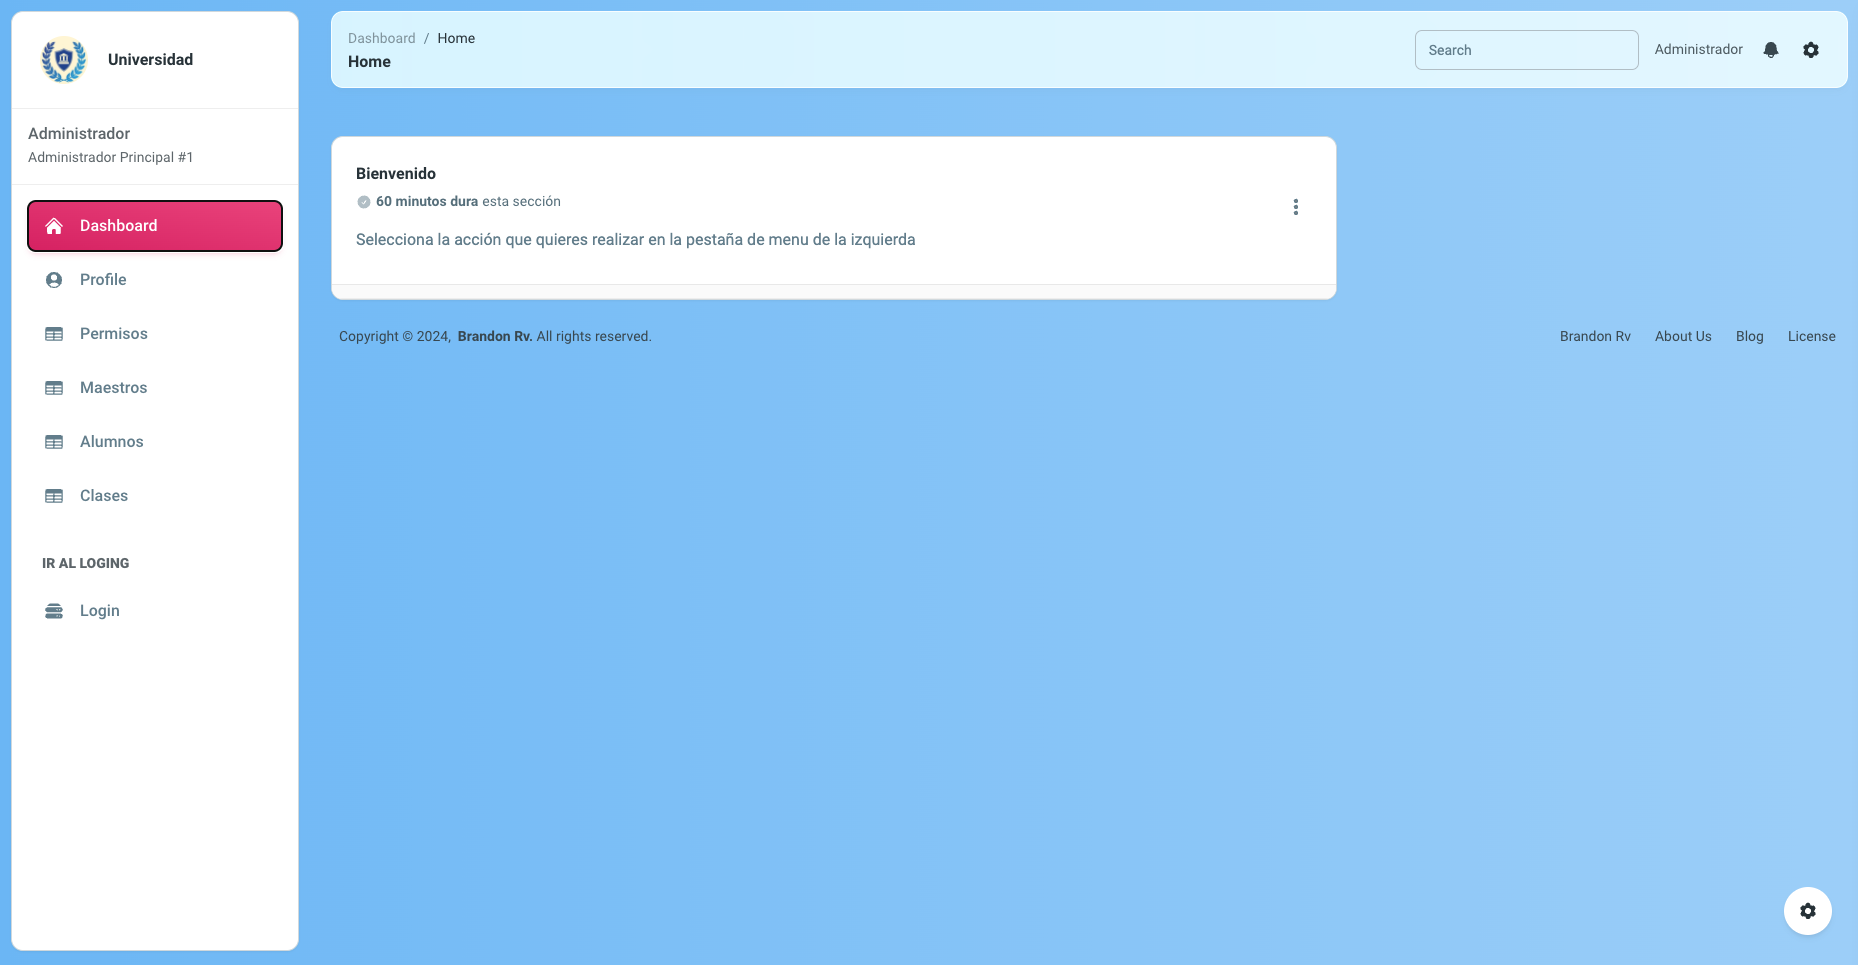 Universidad
Administrador
Administrador Principal #1
Dashboard
Profile
Permisos
Maestros
Alumnos
Clases
IR AL LOGING
Login
Dashboard / Home
Home
Search
Administrador
Bienvenido
60 minutos dura esta sección
Selecciona la acción que quieres realizar en la pestaña de menu de la izquierda
Copyright © 2024, Brandon Rv. All rights reserved.
Brandon Rv About Us Blog License